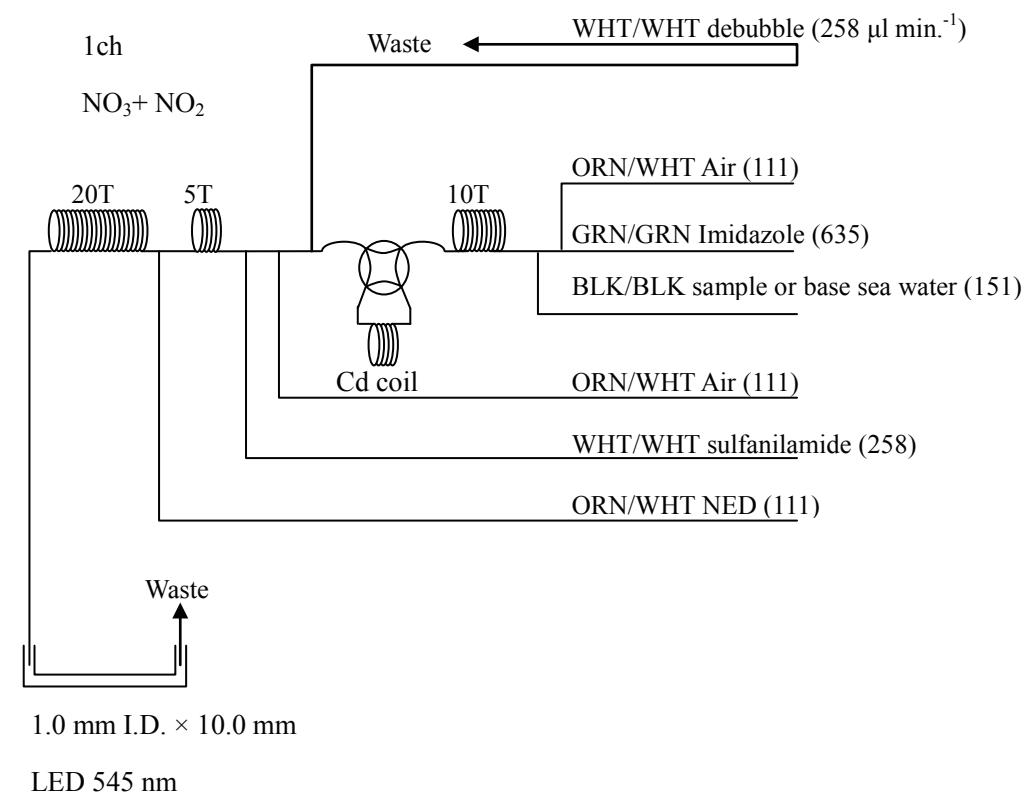 1ch
NO₃+ NO₂
Waste
WHT/WHT debubble (258 μl min.⁻¹)
20T
5T
10T
ORN/WHT Air (111)
GRN/GRN Imidazole (635)
BLK/BLK sample or base sea water (151)
Cd coil
ORN/WHT Air (111)
WHT/WHT sulfanilamide (258)
ORN/WHT NED (111)
Waste
1.0 mm I.D. × 10.0 mm
LED 545 nm